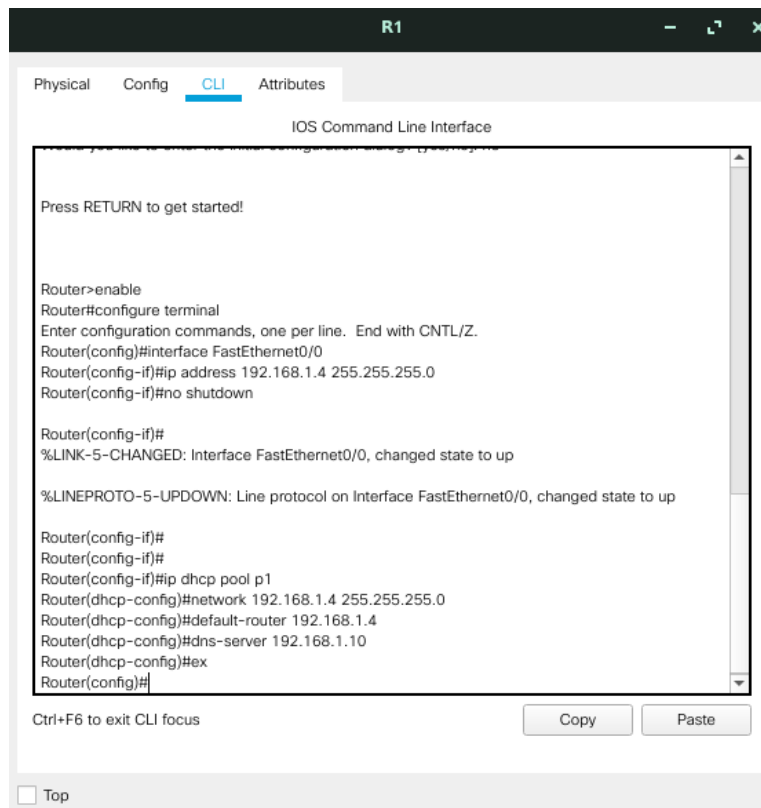 R1
Physical Config CLI Attributes
IOS Command Line Interface
Press RETURN to get started!
Router>enable
Router#configure terminal
Enter configuration commands, one per line. End with CNTL/Z.
Router(config)#interface FastEthernet0/0
Router(config-if)#ip address 192.168.1.4 255.255.255.0
Router(config-if)#no shutdown
Router(config-if)#
%LINK-5-CHANGED: Interface FastEthernet0/0, changed state to up
%LINEPROTO-5-UPDOWN: Line protocol on Interface FastEthernet0/0, changed state to up
Router(config-if)#
Router(config-if)#
Router(config-if)#ip dhcp pool p1
Router(dhcp-config)#network 192.168.1.4 255.255.255.0
Router(dhcp-config)#default-router 192.168.1.4
Router(dhcp-config)#dns-server 192.168.1.10
Router(dhcp-config)#ex
Router(config)#
Ctrl+F6 to exit CLI focus
Copy Paste
Top